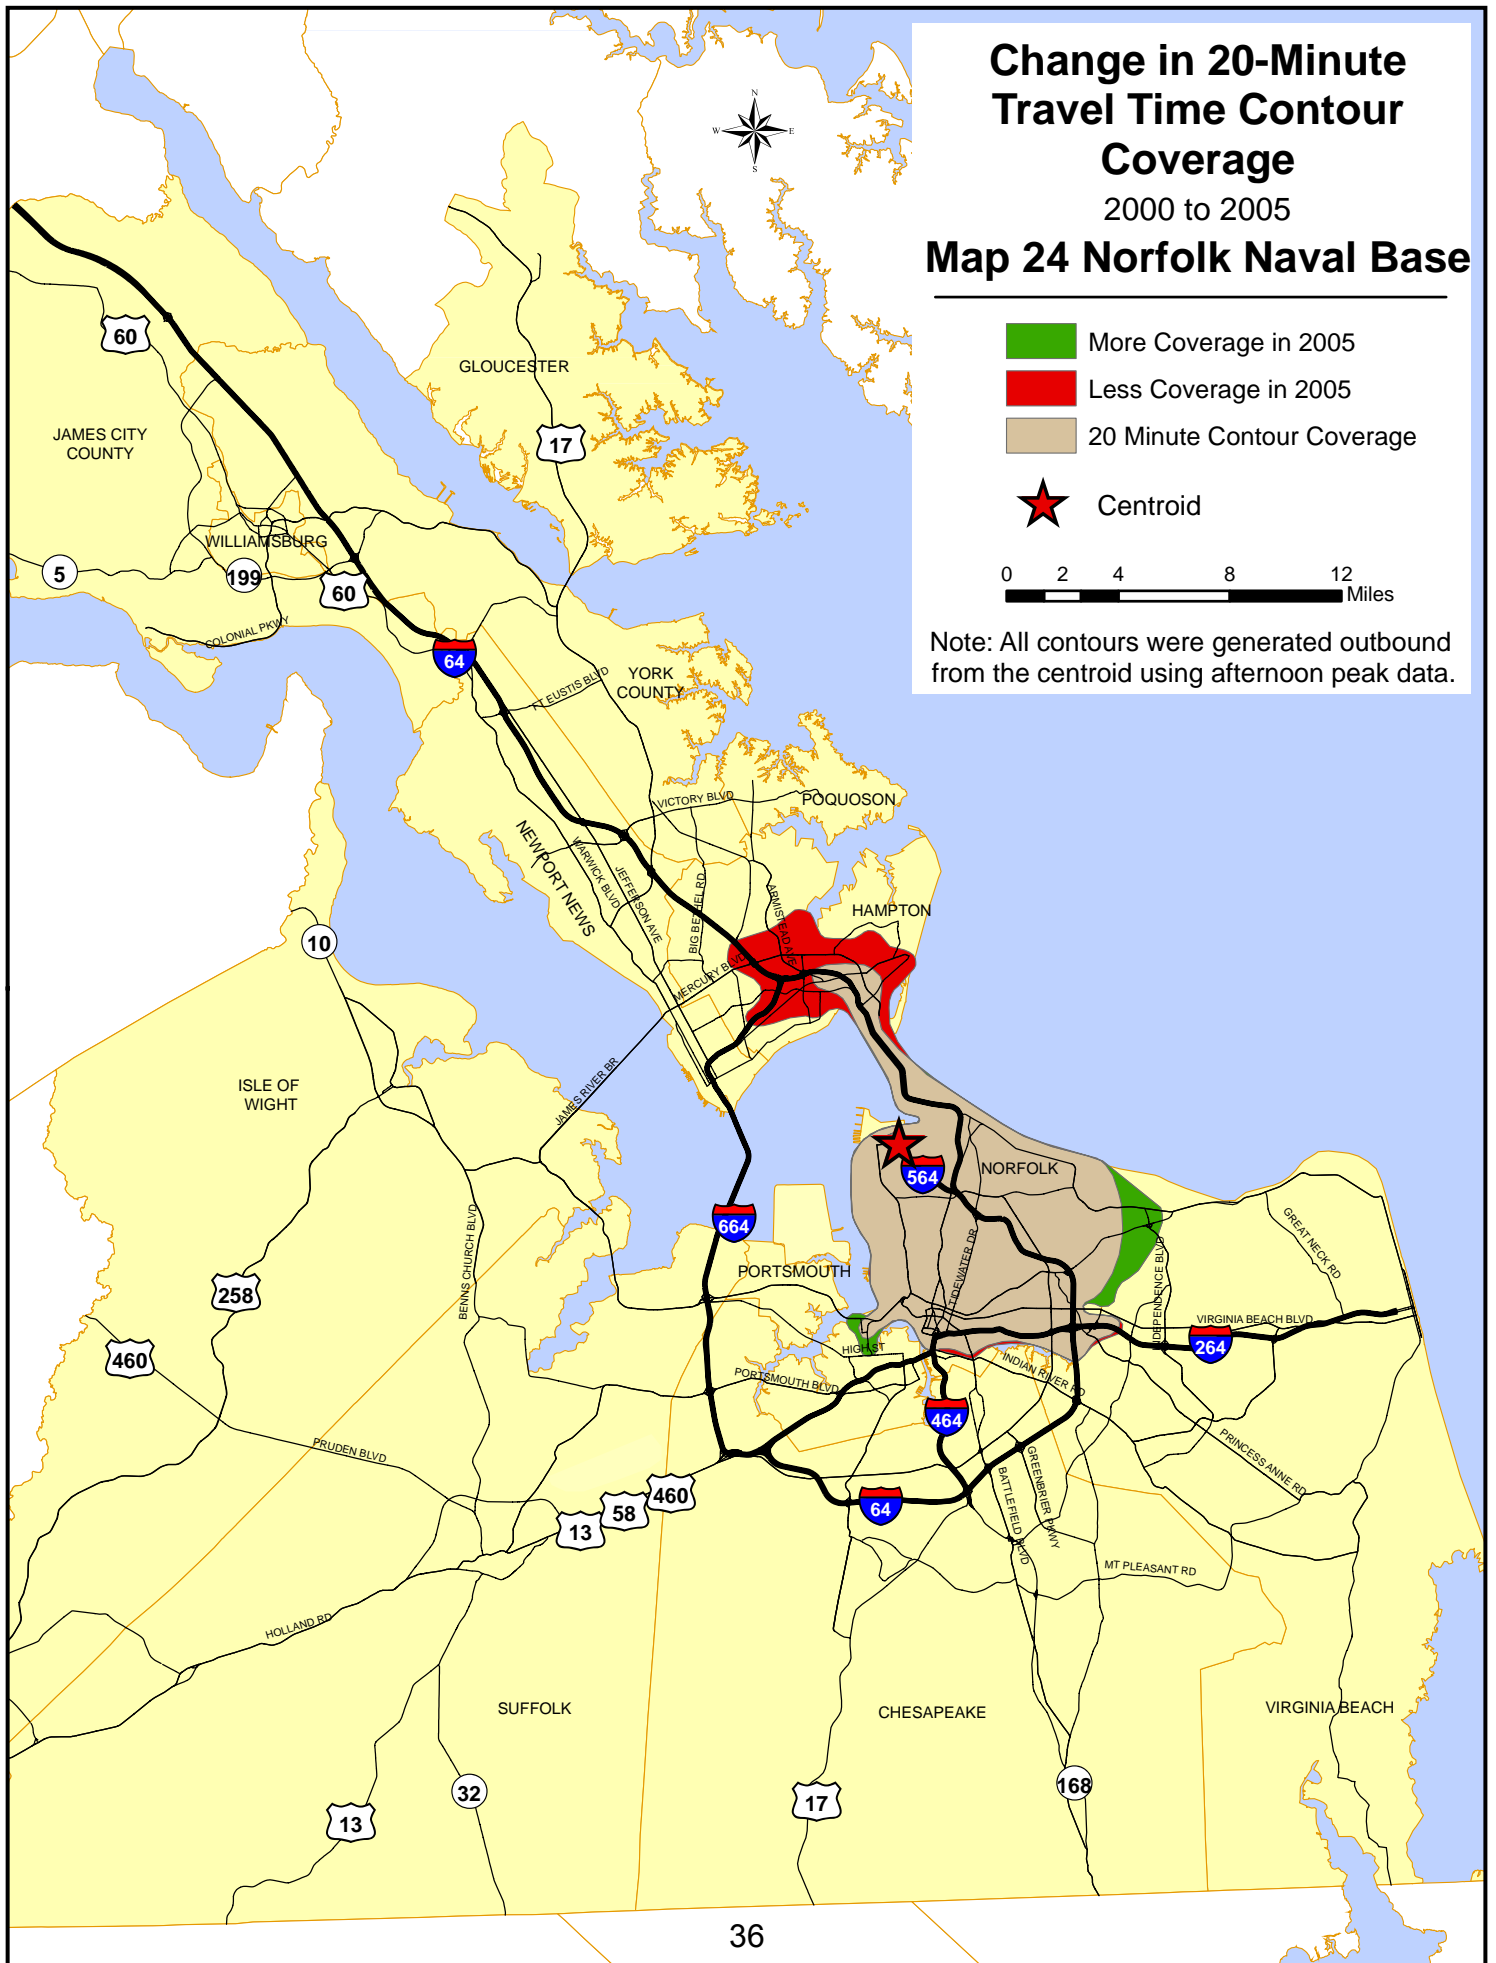 Change in 20-Minute
Travel Time Contour
Coverage
2000 to 2005
Map 24 Norfolk Naval Base
More Coverage in 2005
Less Coverage in 2005
20 Minute Contour Coverage
Centroid
0 2 4 8 12
Miles
Note: All contours were generated outbound
from the centroid using afternoon peak data.
N
W E
S
60
GLOUCESTER
17
JAMES CITY
COUNTY
WILLIAMSBURG
5
199
60
COLONIAL PKWY
64
FT EUSTIS BLVD
YORK
COUNTY
VICTORY BLVD
POQUOSON
NEWPORT NEWS
WARWICK BLVD
JEFFERSON AVE
BIG BETHEL RD
ARMISTEAD AVE
HAMPTON
10
MERCURY BLVD
ISLE OF
WIGHT
JAMES RIVER BR
564
NORFOLK
664
BENNS CHURCH BLVD
TIDEWATER DR
INDEPENDENCE BLVD
GREAT NECK RD
PORTSMOUTH
258
VIRGINIA BEACH BLVD
460
HIGH ST
264
PORTSMOUTH BLVD
INDIAN RIVER RD
464
PRUDEN BLVD
PRINCESS ANNE RD
460
58
13
64
BATTLEFIELD BLVD
GREENBRIER PKWY
MT PLEASANT RD
HOLLAND RD
SUFFOLK
CHESAPEAKE
VIRGINIA BEACH
32
17
168
13
36